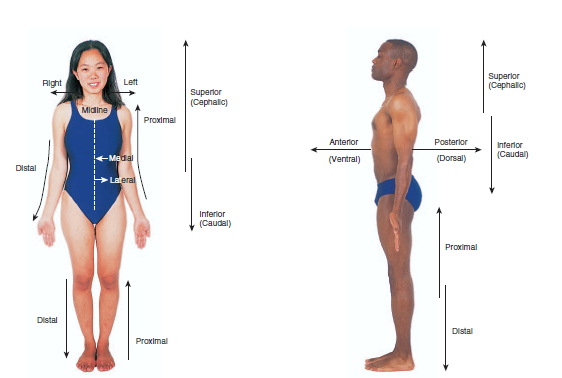 Right
Left
Midline
Proximal
Superior
(Cephalic)
Medial
Lateral
Distal
Inferior
(Caudal)
Distal
Proximal
Superior
(Cephalic)
Anterior
(Ventral)
Posterior
(Dorsal)
Inferior
(Caudal)
Proximal
Distal